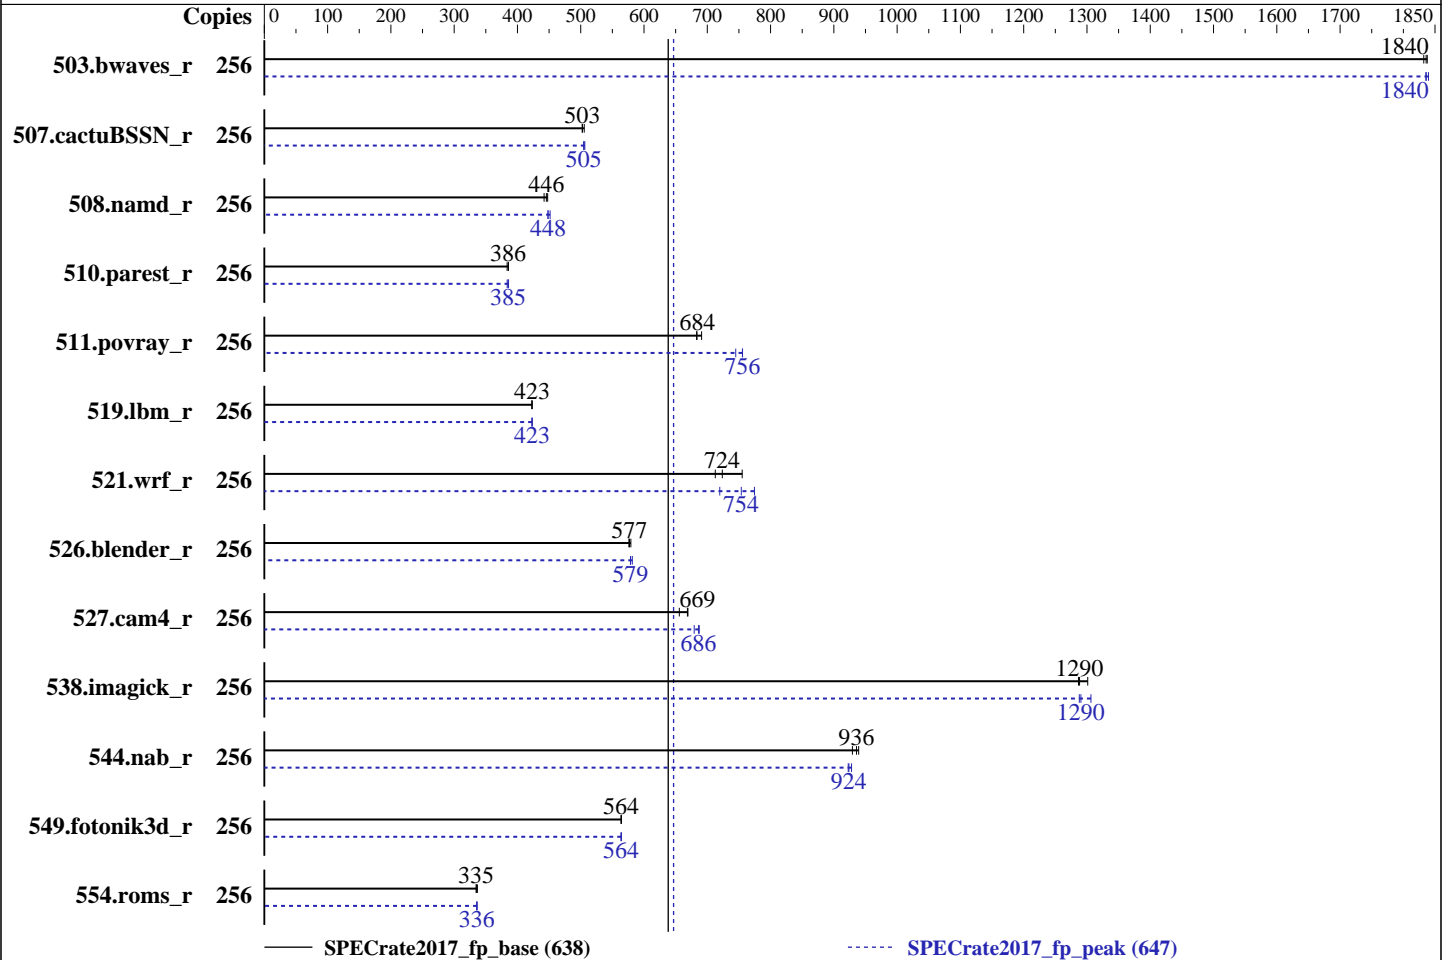 Copies 0 100 200 300 400 500 600 700 800 900 1000 1100 1200 1300 1400 1500 1600 1700 1850
1840
503.bwaves_r 256
1840
503
507.cactuBSSN_r 256
505
446
508.namd_r 256
448
386
510.parest_r 256
385
684
511.povray_r 256
756
423
519.lbm_r 256
423
724
521.wrf_r 256
754
577
526.blender_r 256
579
669
527.cam4_r 256
686
1290
538.imagick_r 256
1290
936
544.nab_r 256
924
564
549.fotonik3d_r 256
564
335
554.roms_r 256
336
SPECrate2017_fp_base (638) SPECrate2017_fp_peak (647)